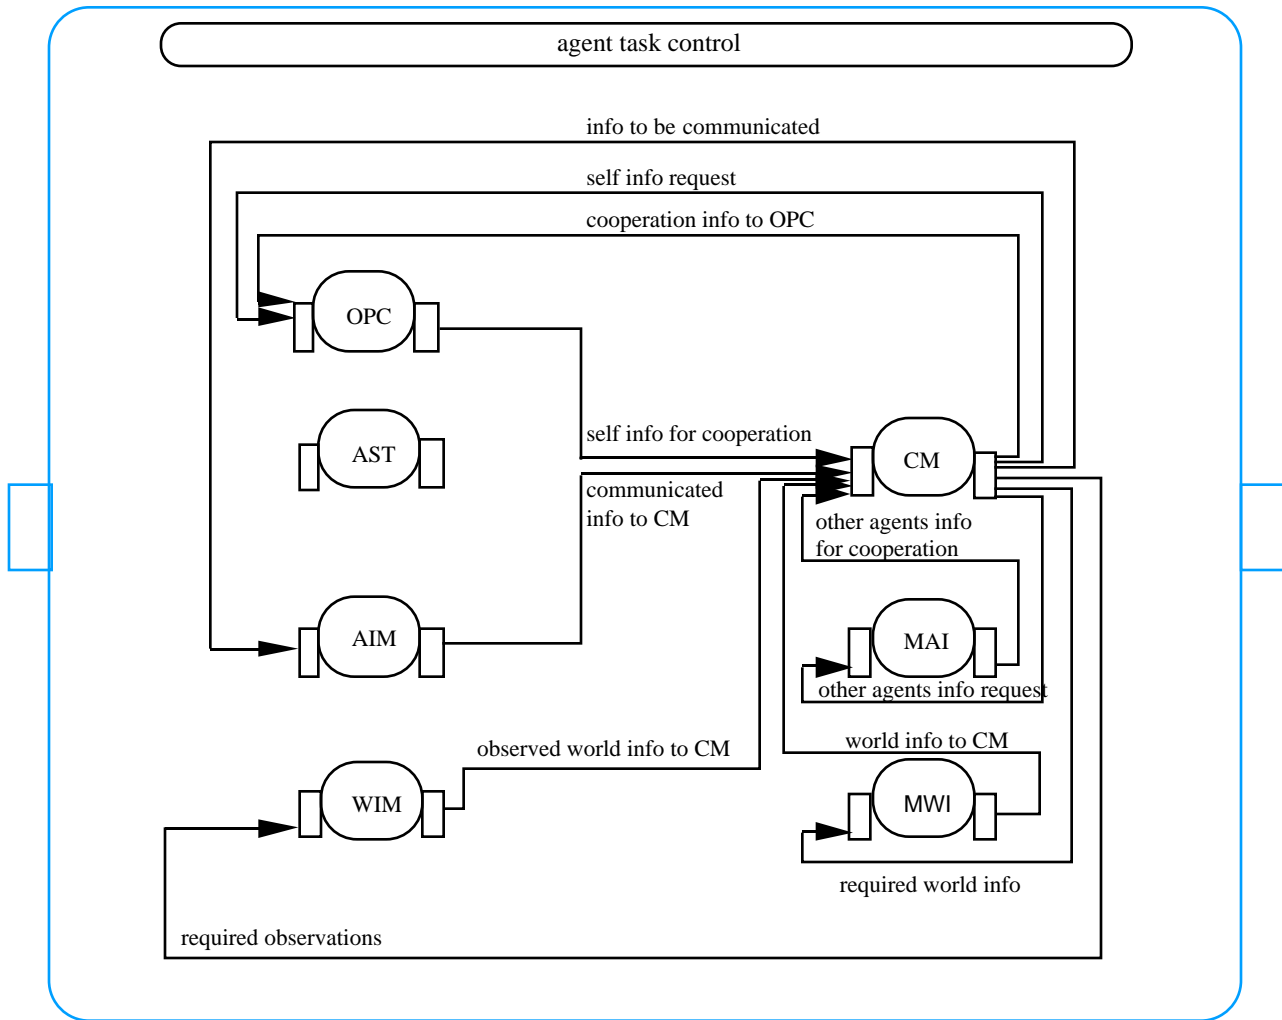 agent task control
info to be communicated
self info request
cooperation info to OPC
OPC
self info for cooperation
AST
CM
communicated
info to CM
other agents info
for cooperation
AIM
MAI
other agents info request
observed world info to CM
world info to CM
WIM
MWI
required world info
required observations